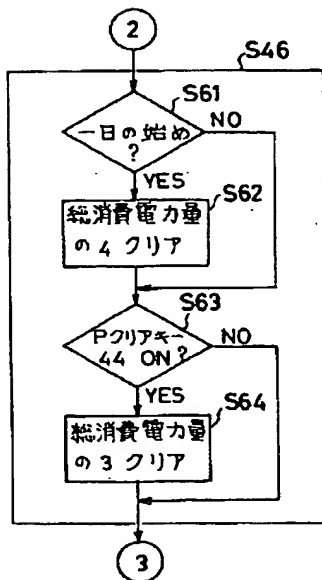 2
S46
S61
一日の始め
?
NO
YES
S62
総消費電力量
の4クリア
S63
Pクリアキー
44 ON?
NO
YES
S64
総消費電力量
の3クリア
3